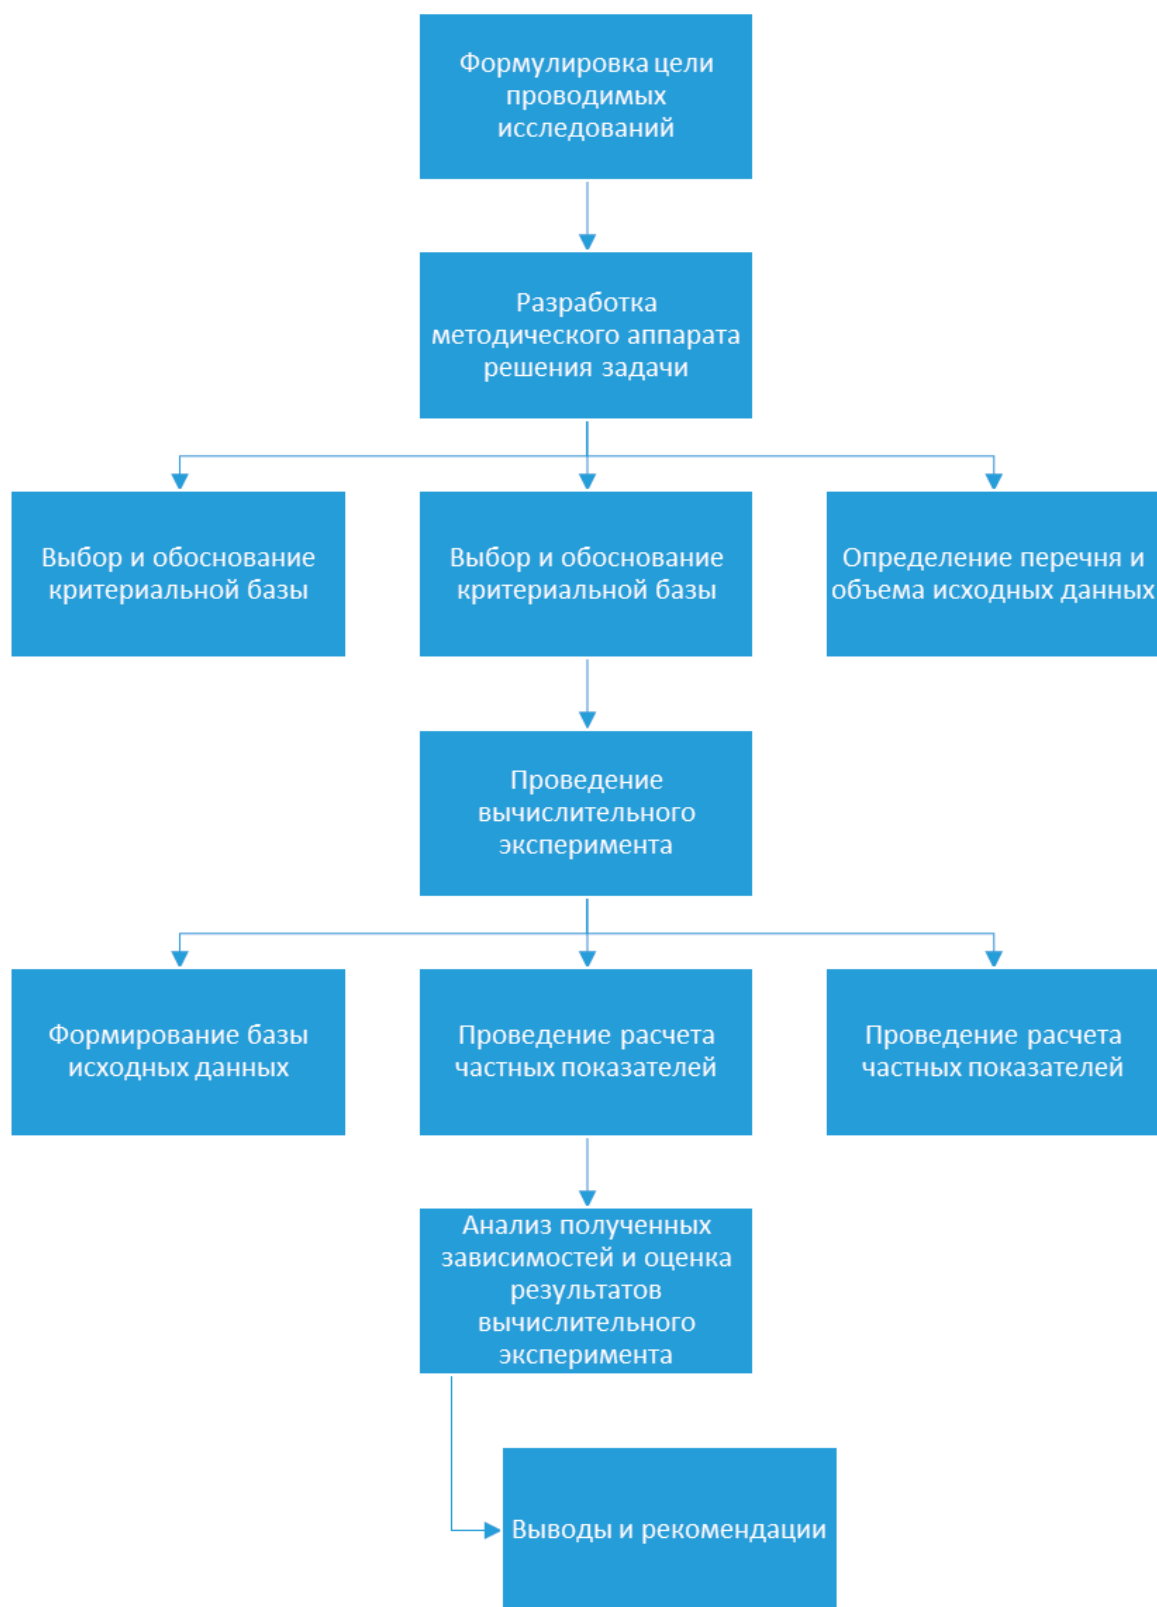 Формулировка цели
проводимых
исследований
Разработка
методического аппарата
решения задачи
Выбор и обоснование
критериальной базы
Выбор и обоснование
критериальной базы
Определение перечня и
объема исходных данных
Проведение
вычислительного
эксперимента
Формирование базы
исходных данных
Проведение расчета
частных показателей
Проведение расчета
частных показателей
Анализ полученных
зависимостей и оценка
результатов
вычислительного
эксперимента
Выводы и рекомендации